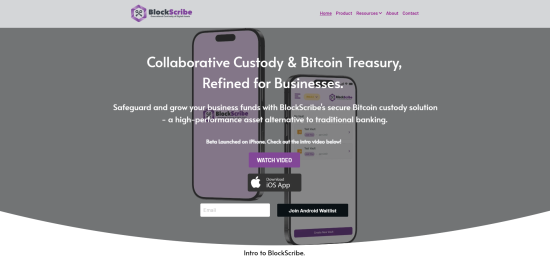 BlockScribe
Home Product Resources About Contact
Collaborative Custody & Bitcoin Treasury,
Refined for Businesses.
Safeguard and grow your business funds with BlockScribe's secure Bitcoin custody solution
- a high-performance asset alternative to traditional banking.
BlockScribe
Beta Launched on iPhone. Check out the intro video below!
WATCH VIDEO
Download
iOS App
Email
Join Android Waitlist
Intro to BlockScribe.